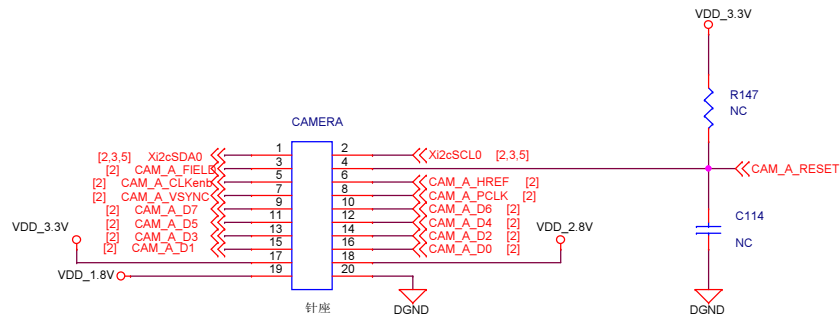 VDD_3.3V
R147
NC
CAMERA
1 2
[2,3,5] Xi2cSDA0 Xi2cSCL0 [2,3,5]
3 4
[2] CAM_A_FIELD CAM_A_RESET
5 6
[2] CAM_A_CLKenb CAM_A_HREF [2]
7 8
[2] CAM_A_VSYNC CAM_A_PCLK [2]
9 10
[2] CAM_A_D7 CAM_A_D6 [2]
11 12
[2] CAM_A_D5 CAM_A_D4 [2]
13 14
[2] CAM_A_D3 CAM_A_D2 [2]
15 16
[2] CAM_A_D1 CAM_A_D0 [2]
C114
NC
VDD_3.3V VDD_2.8V
17 18
VDD_1.8V 19 20
针座 DGND DGND